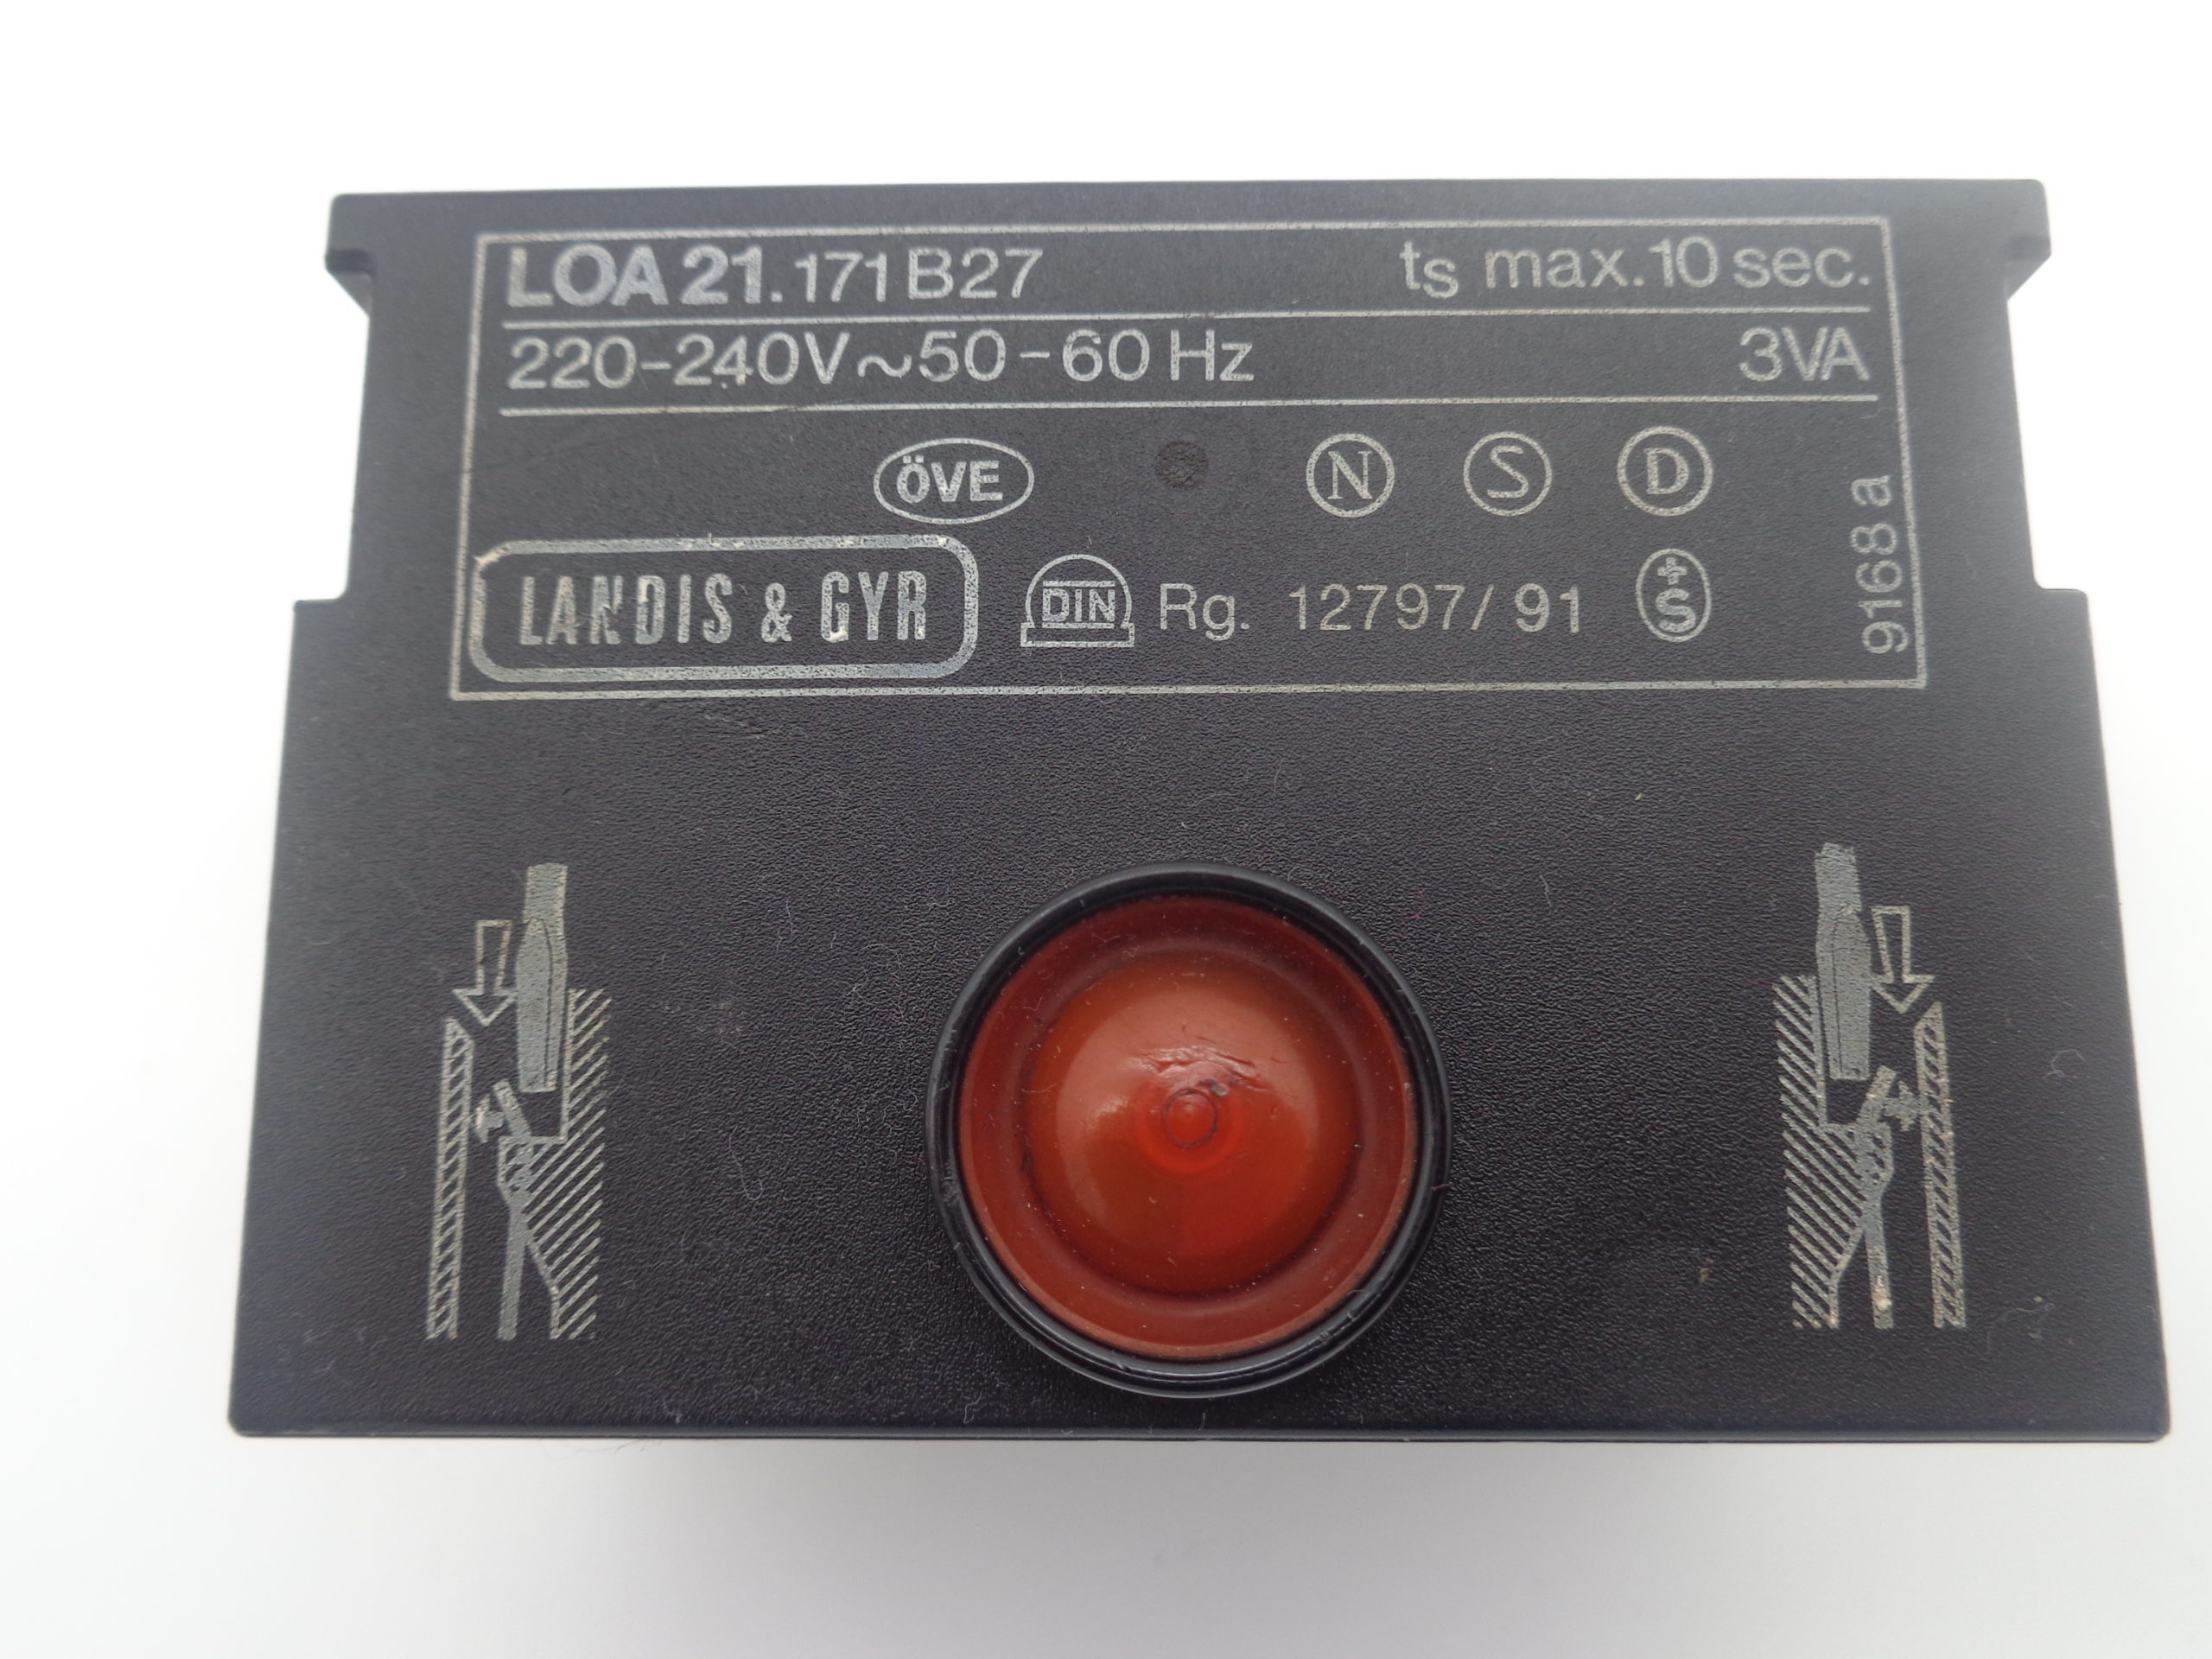 LOA 21.171 B27 ts max. 10 sec.
220-240V~50-60 Hz 3VA
ÖVE N S D
LANDIS & GYR DIN Rg. 12797/91 +S
9168 a